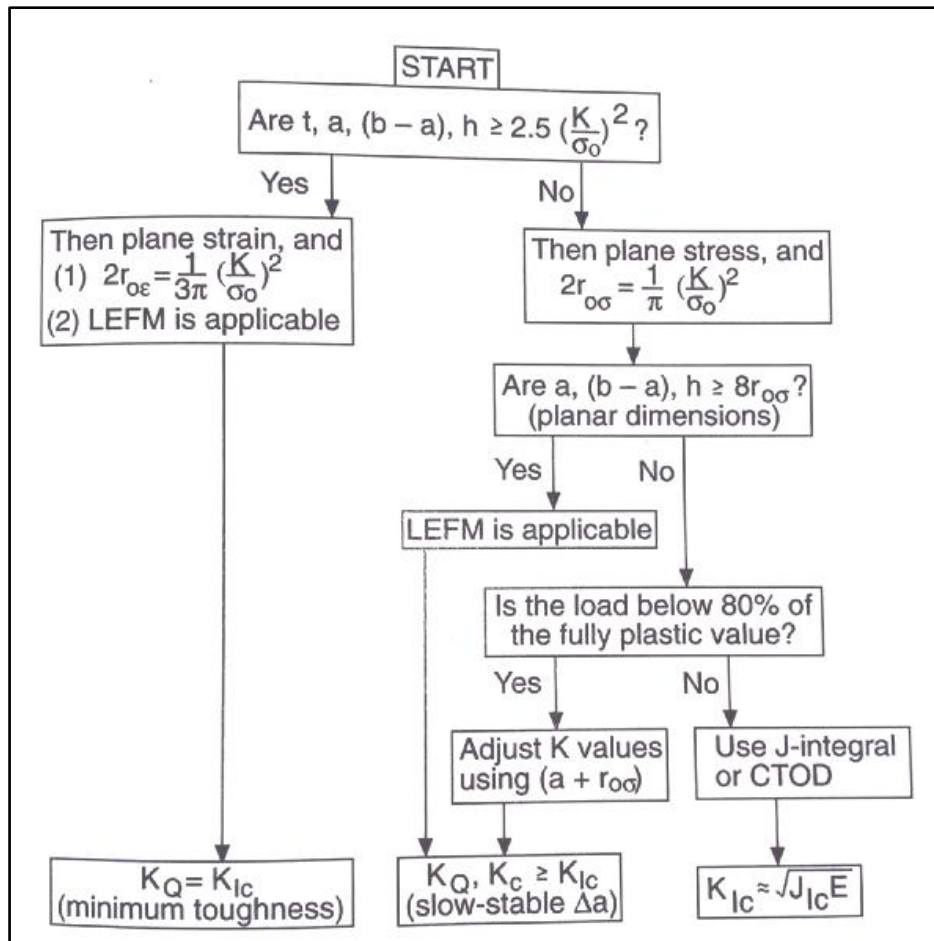 START
Are t, a, (b – a), h ≥ 2.5 (K/σo)² ?
Yes
No
Then plane strain, and
(1) 2roε = 1/3π (K/σo)²
(2) LEFM is applicable
Then plane stress, and
2roσ = 1/π (K/σo)²
Are a, (b – a), h ≥ 8roσ?
(planar dimensions)
Yes
No
LEFM is applicable
Is the load below 80% of
the fully plastic value?
Yes
No
Adjust K values
using (a + roσ)
Use J-integral
or CTOD
KQ = KIc
(minimum toughness)
KQ, Kc ≥ KIc
(slow-stable Δa)
KIc ≈ √JIcE